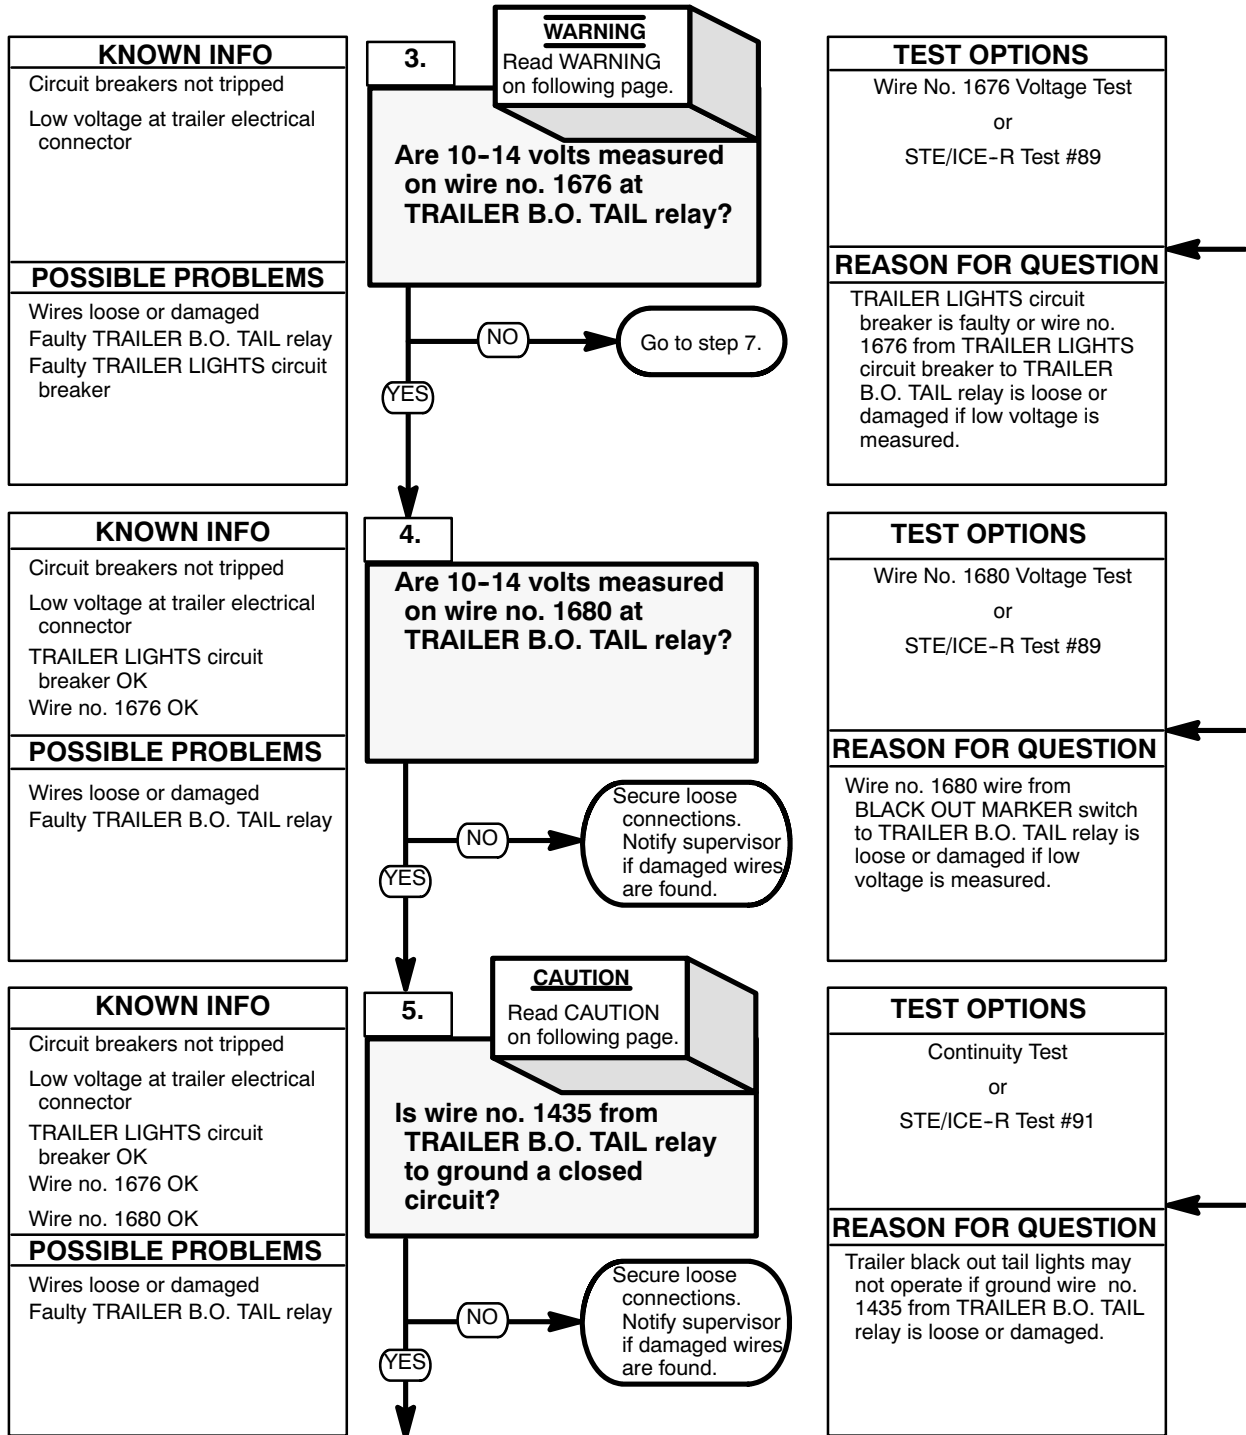 KNOWN INFO
Circuit breakers not tripped
Low voltage at trailer electrical
connector
POSSIBLE PROBLEMS
Wires loose or damaged
Faulty TRAILER B.O. TAIL relay
Faulty TRAILER LIGHTS circuit
breaker
3.
WARNING
Read WARNING
on following page.
Are 10-14 volts measured
on wire no. 1676 at
TRAILER B.O. TAIL relay?
NO
Go to step 7.
YES
TEST OPTIONS
Wire No. 1676 Voltage Test
or
STE/ICE-R Test #89
REASON FOR QUESTION
TRAILER LIGHTS circuit
breaker is faulty or wire no.
1676 from TRAILER LIGHTS
circuit breaker to TRAILER
B.O. TAIL relay is loose or
damaged if low voltage is
measured.
KNOWN INFO
Circuit breakers not tripped
Low voltage at trailer electrical
connector
TRAILER LIGHTS circuit
breaker OK
Wire no. 1676 OK
POSSIBLE PROBLEMS
Wires loose or damaged
Faulty TRAILER B.O. TAIL relay
4.
Are 10-14 volts measured
on wire no. 1680 at
TRAILER B.O. TAIL relay?
NO
Secure loose
connections.
Notify supervisor
if damaged wires
are found.
YES
TEST OPTIONS
Wire No. 1680 Voltage Test
or
STE/ICE-R Test #89
REASON FOR QUESTION
Wire no. 1680 wire from
BLACK OUT MARKER switch
to TRAILER B.O. TAIL relay is
loose or damaged if low
voltage is measured.
KNOWN INFO
Circuit breakers not tripped
Low voltage at trailer electrical
connector
TRAILER LIGHTS circuit
breaker OK
Wire no. 1676 OK
Wire no. 1680 OK
POSSIBLE PROBLEMS
Wires loose or damaged
Faulty TRAILER B.O. TAIL relay
5.
CAUTION
Read CAUTION
on following page.
Is wire no. 1435 from
TRAILER B.O. TAIL relay
to ground a closed
circuit?
NO
Secure loose
connections.
Notify supervisor
if damaged wires
are found.
YES
TEST OPTIONS
Continuity Test
or
STE/ICE-R Test #91
REASON FOR QUESTION
Trailer black out tail lights may
not operate if ground wire no.
1435 from TRAILER B.O. TAIL
relay is loose or damaged.